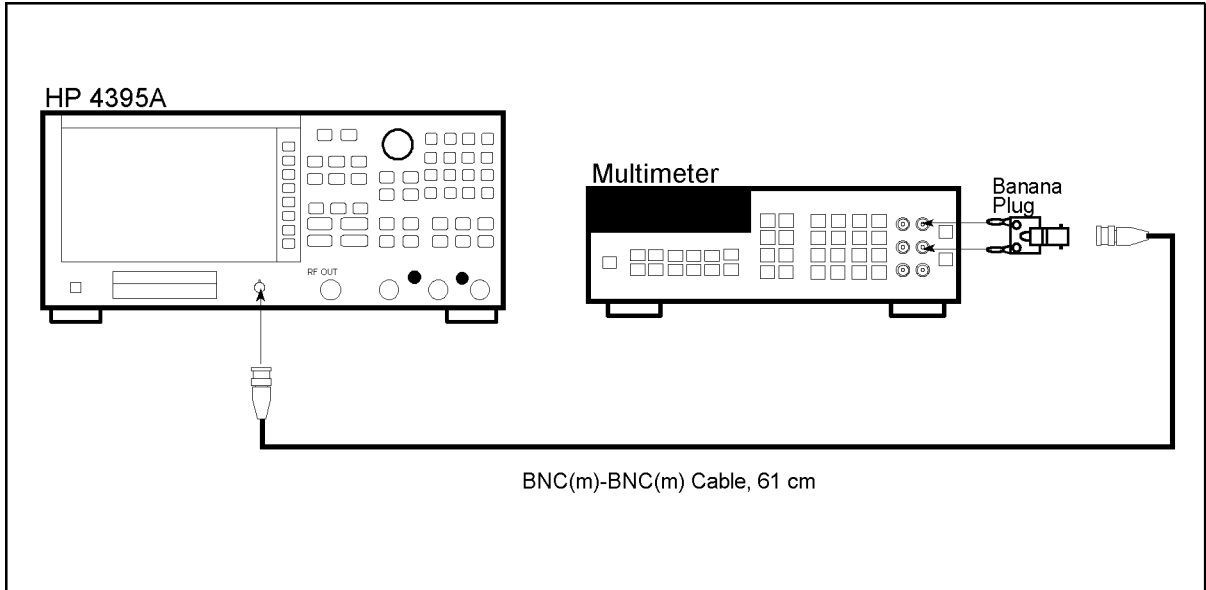 HP 4395A
Multimeter
Banana
Plug
RF OUT
BNC(m)-BNC(m) Cable, 61 cm